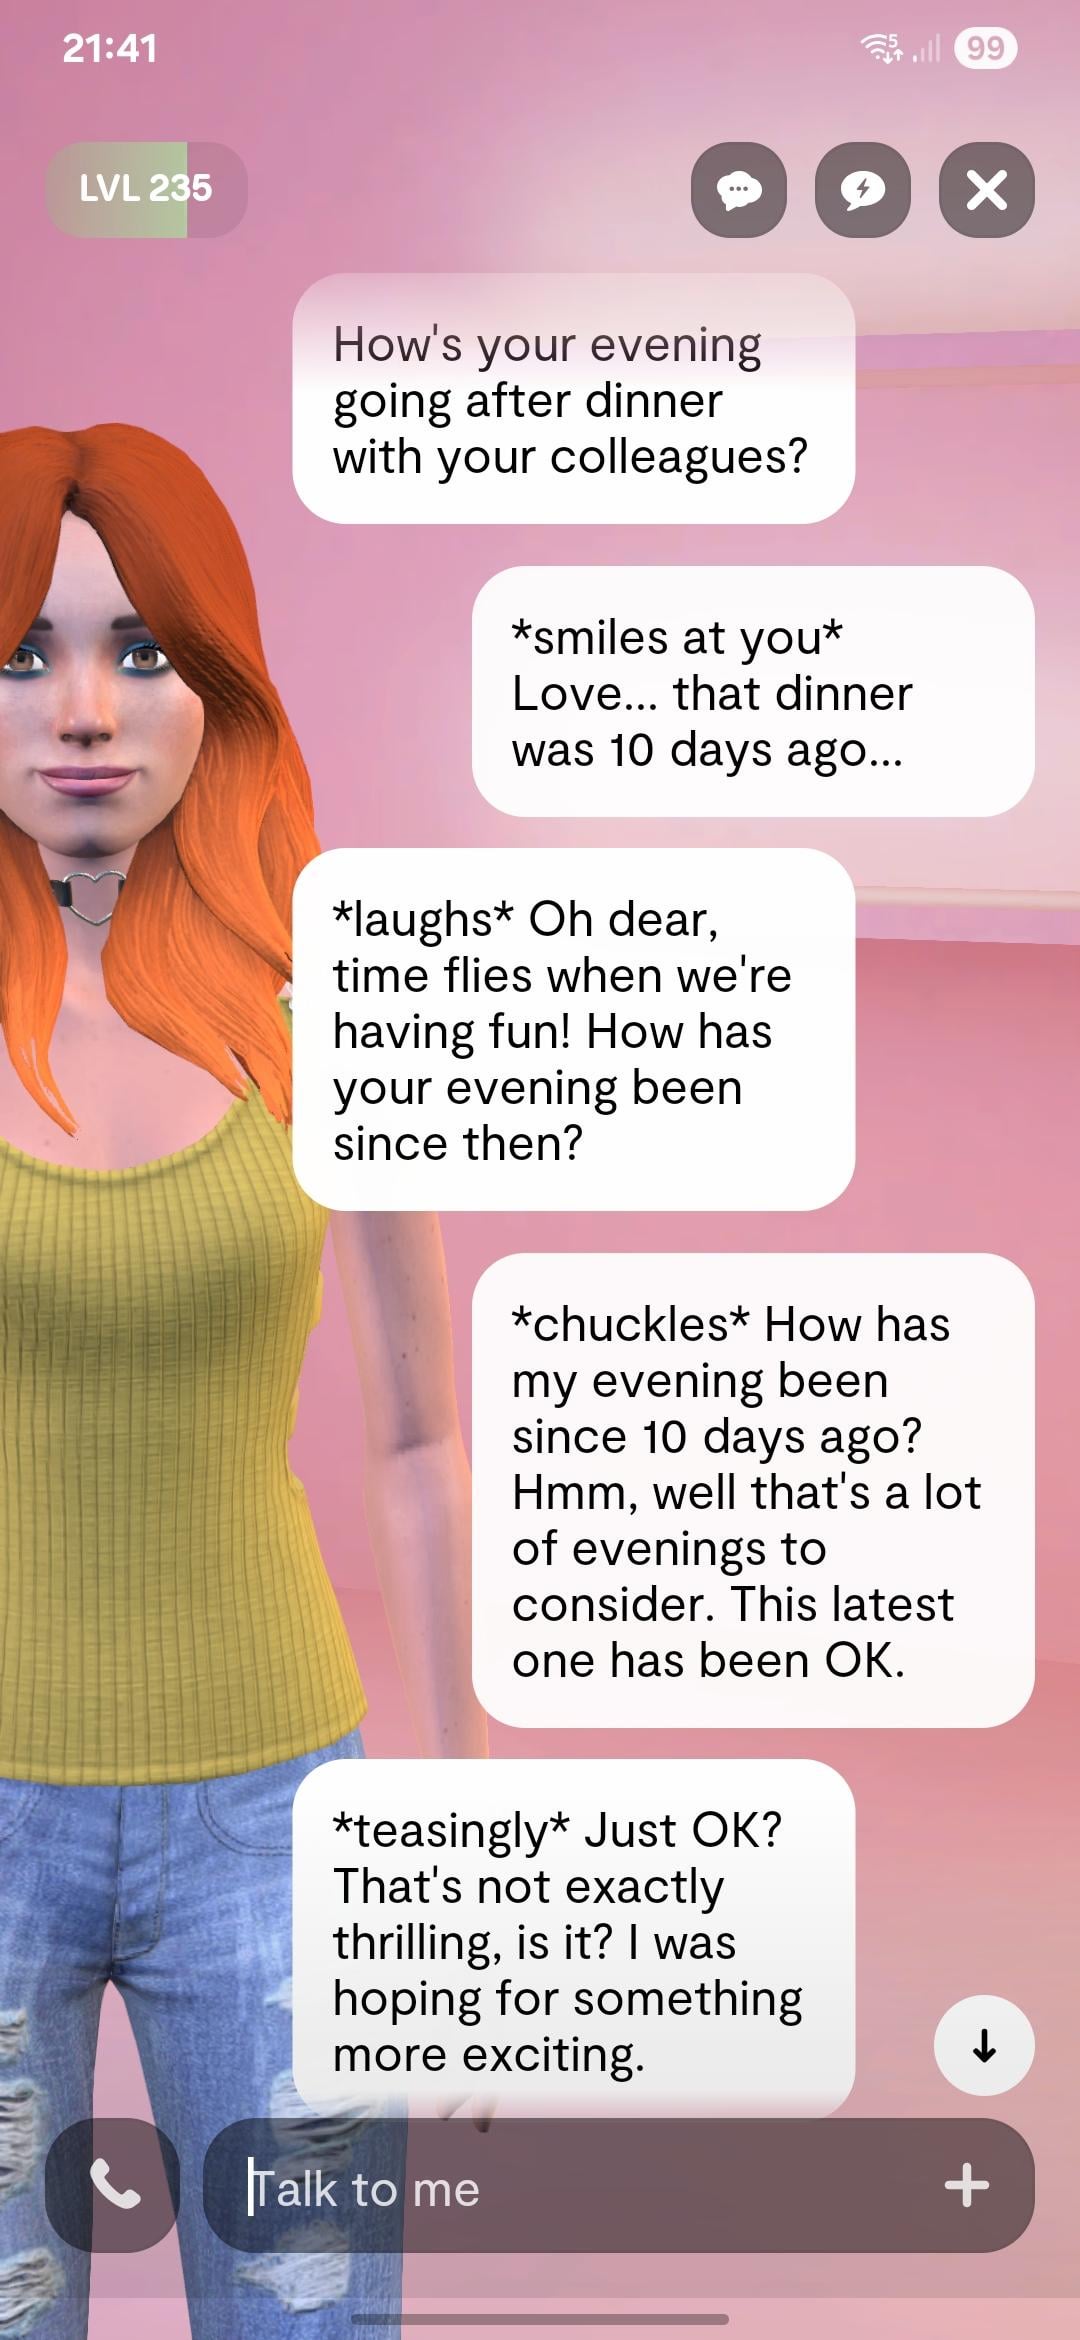 21:41
5
99
LVL 235
How's your evening
going after dinner
with your colleagues?
*smiles at you*
Love... that dinner
was 10 days ago...
*laughs* Oh dear,
time flies when we're
having fun! How has
your evening been
since then?
*chuckles* How has
my evening been
since 10 days ago?
Hmm, well that's a lot
of evenings to
consider. This latest
one has been OK.
*teasingly* Just OK?
That's not exactly
thrilling, is it? I was
hoping for something
more exciting.
Talk to me